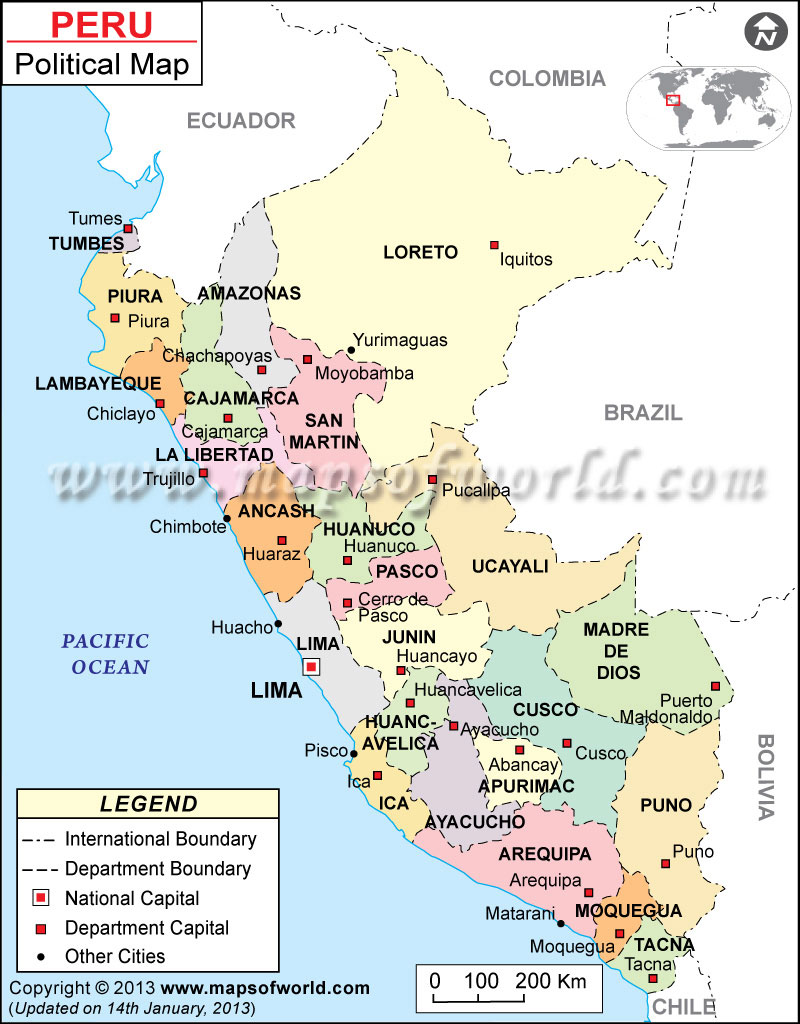 PERU
Political Map
N
COLOMBIA
ECUADOR
Tumes
TUMBES
LORETO
Iquitos
PIURA
Piura
AMAZONAS
Yurimaguas
Chachapoyas
Moyobamba
LAMBAYEQUE
Chiclayo
CAJAMARCA
Cajamarca
SAN
MARTIN
BRAZIL
LA LIBERTAD
Trujillo
www.mapsofworld.com
Pucallpa
ANCASH
Chimbote
HUANUCO
Huanuco
Huaraz
PASCO
UCAYALI
Cerro de
Pasco
Huacho
LIMA
JUNIN
Huancayo
MADRE
DE
DIOS
PACIFIC
OCEAN
LIMA
Huancavelica
Puerto
Maldonaldo
CUSCO
HUANC-
AVELICA
Ayacucho
Pisco
Abancay
Cusco
BOLIVIA
Ica
APURIMAC
ICA
PUNO
AYACUCHO
AREQUIPA
Puno
Arequipa
Matarani
MOQUEGUA
Moquegua
TACNA
Tacna
CHILE
LEGEND
International Boundary
Department Boundary
National Capital
Department Capital
Other Cities
0 100 200 Km
Copyright © 2013 www.mapsofworld.com
(Updated on 14th January, 2013)